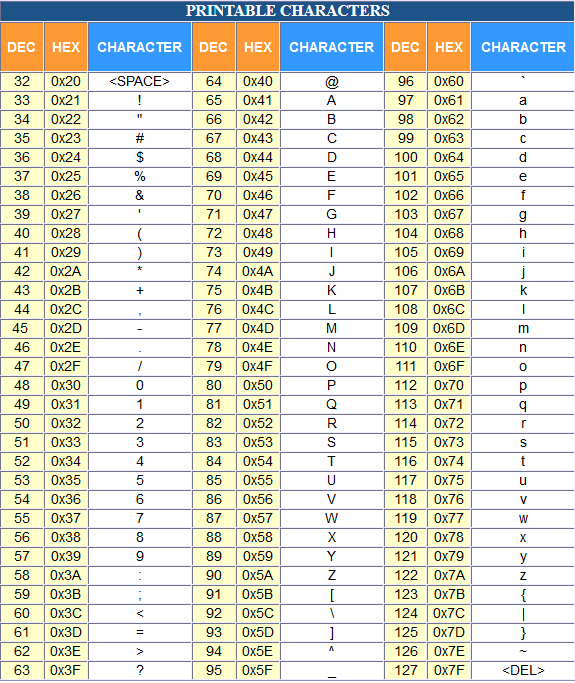 PRINTABLE CHARACTERS
DEC HEX CHARACTER DEC HEX CHARACTER DEC HEX CHARACTER
32 0x20 <SPACE> 64 0x40 @ 96 0x60 `
33 0x21 ! 65 0x41 A 97 0x61 a
34 0x22 " 66 0x42 B 98 0x62 b
35 0x23 # 67 0x43 C 99 0x63 c
36 0x24 $ 68 0x44 D 100 0x64 d
37 0x25 % 69 0x45 E 101 0x65 e
38 0x26 & 70 0x46 F 102 0x66 f
39 0x27 ' 71 0x47 G 103 0x67 g
40 0x28 ( 72 0x48 H 104 0x68 h
41 0x29 ) 73 0x49 I 105 0x69 i
42 0x2A * 74 0x4A J 106 0x6A j
43 0x2B + 75 0x4B K 107 0x6B k
44 0x2C , 76 0x4C L 108 0x6C l
45 0x2D - 77 0x4D M 109 0x6D m
46 0x2E . 78 0x4E N 110 0x6E n
47 0x2F / 79 0x4F O 111 0x6F o
48 0x30 0 80 0x50 P 112 0x70 p
49 0x31 1 81 0x51 Q 113 0x71 q
50 0x32 2 82 0x52 R 114 0x72 r
51 0x33 3 83 0x53 S 115 0x73 s
52 0x34 4 84 0x54 T 116 0x74 t
53 0x35 5 85 0x55 U 117 0x75 u
54 0x36 6 86 0x56 V 118 0x76 v
55 0x37 7 87 0x57 W 119 0x77 w
56 0x38 8 88 0x58 X 120 0x78 x
57 0x39 9 89 0x59 Y 121 0x79 y
58 0x3A : 90 0x5A Z 122 0x7A z
59 0x3B ; 91 0x5B [ 123 0x7B {
60 0x3C < 92 0x5C \ 124 0x7C |
61 0x3D = 93 0x5D ] 125 0x7D }
62 0x3E > 94 0x5E ^ 126 0x7E ~
63 0x3F ? 95 0x5F _ 127 0x7F <DEL>